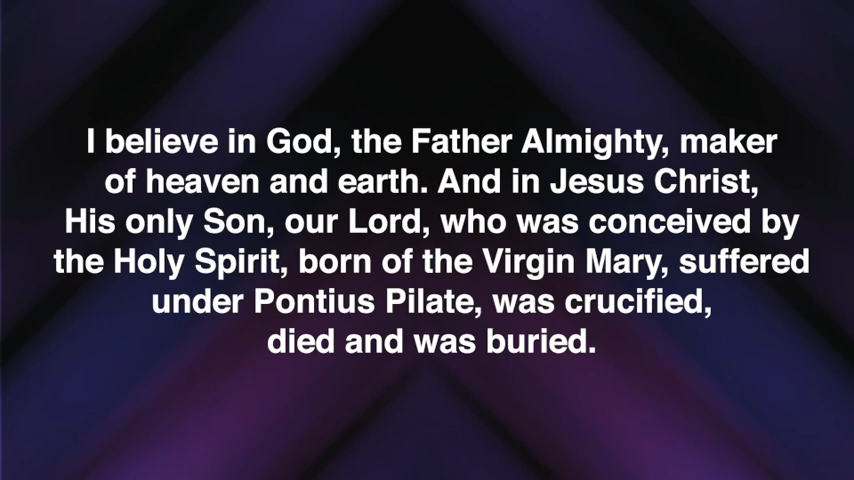 I believe in God, the Father Almighty, maker
of heaven and earth. And in Jesus Christ,
His only Son, our Lord, who was conceived by
the Holy Spirit, born of the Virgin Mary, suffered
under Pontius Pilate, was crucified,
died and was buried.